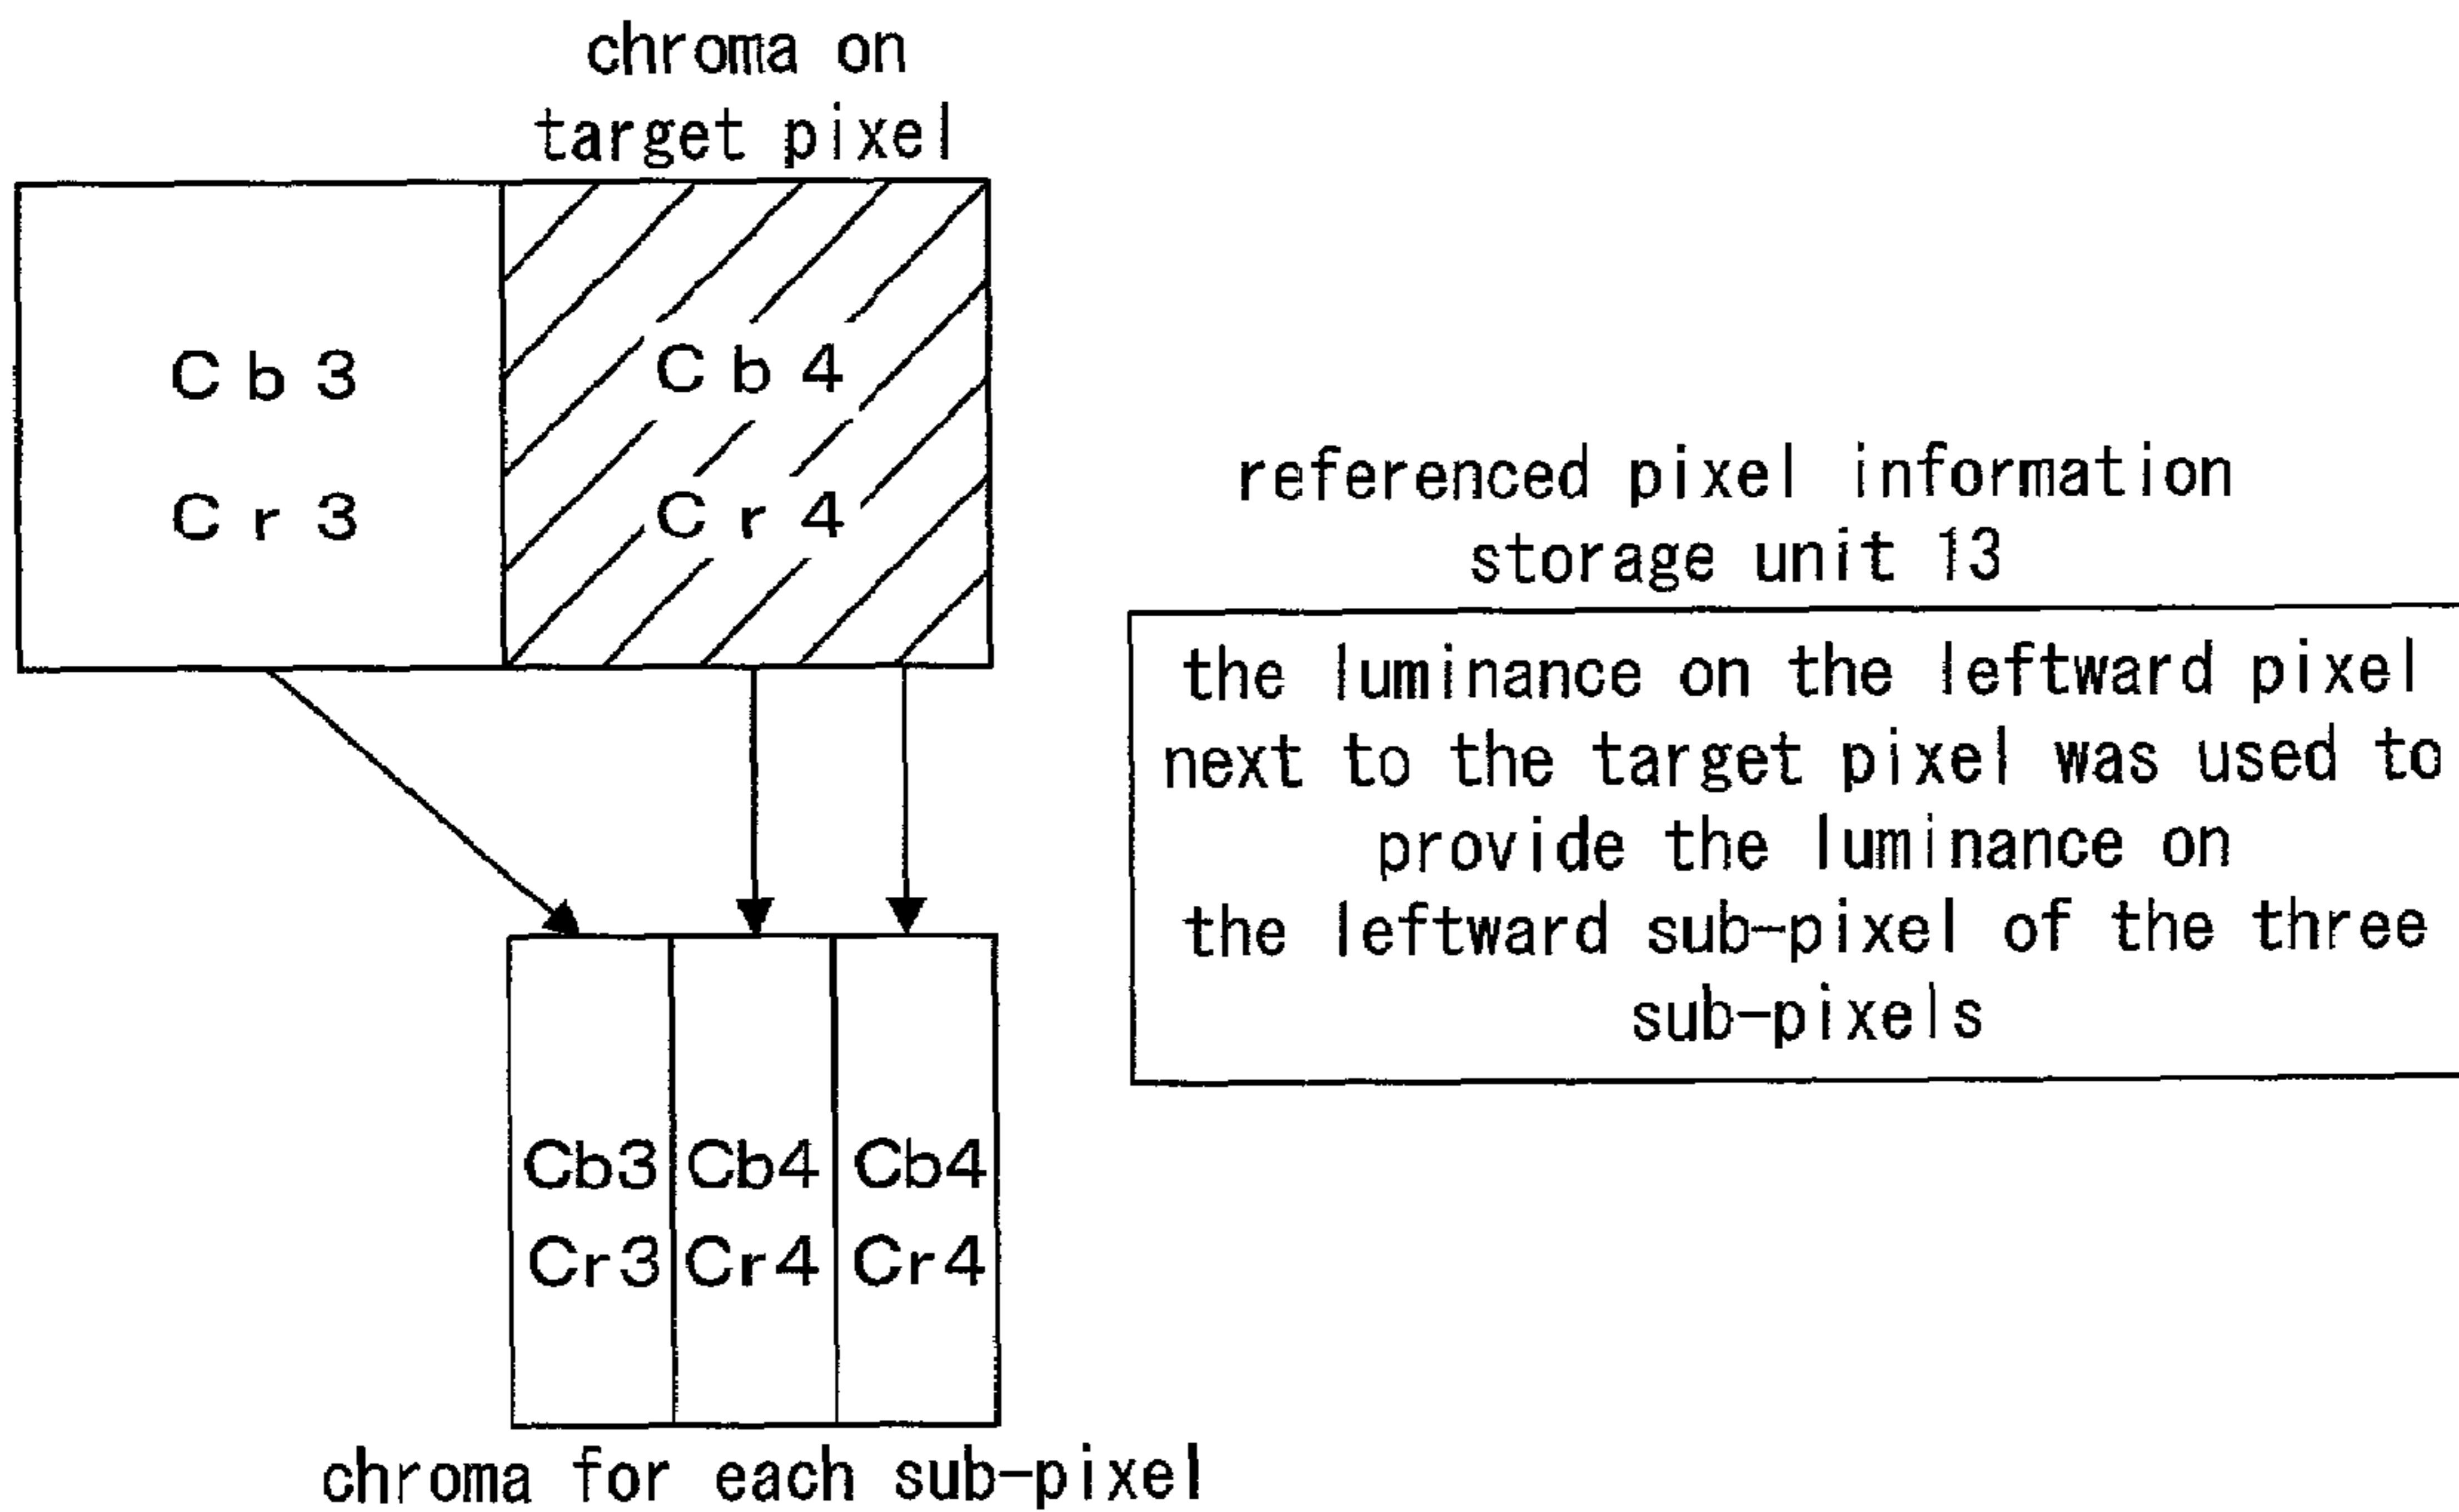 chroma on
target pixel
Cb3 Cb4
Cr3 Cr4
referenced pixel information
storage unit 13
the luminance on the leftward pixel
next to the target pixel was used to
provide the luminance on
the leftward sub-pixel of the three
sub-pixels
Cb3 Cb4 Cb4
Cr3 Cr4 Cr4
chroma for each sub-pixel